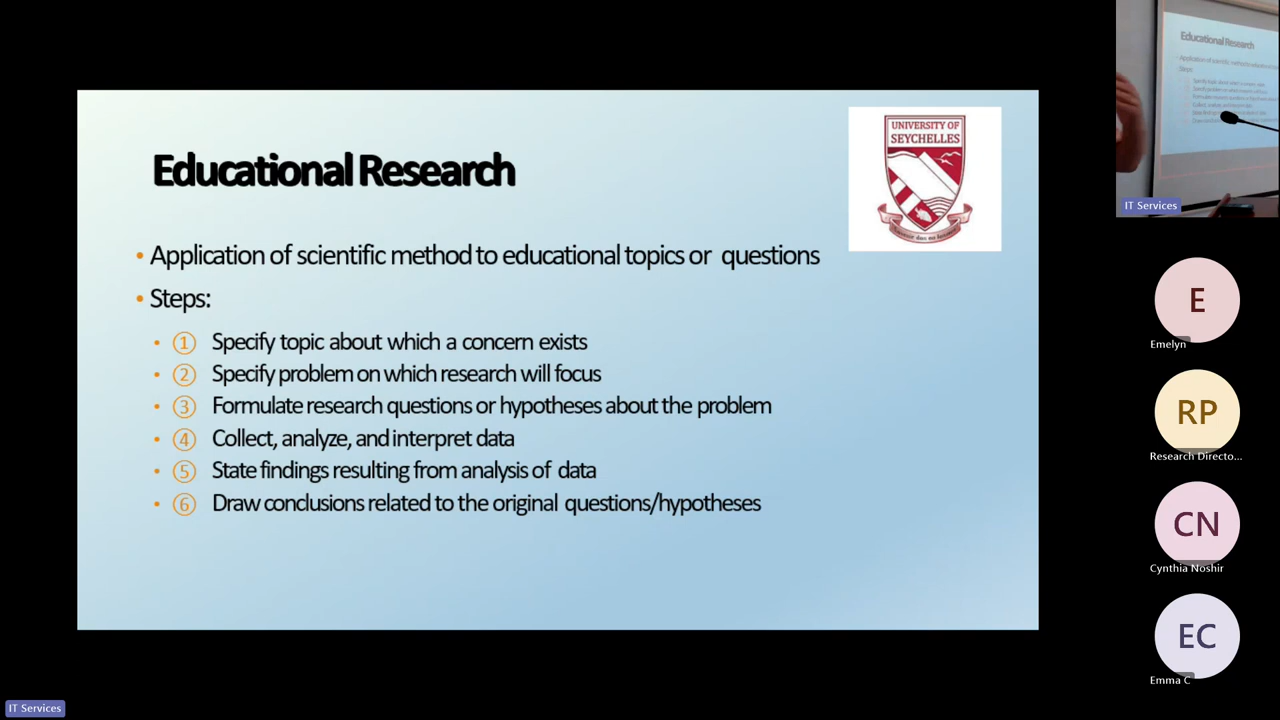 Educational Research
UNIVERSITY OF
SEYCHELLES
• Application of scientific method to educational topics or questions
• Steps:
• ① Specify topic about which a concern exists
• ② Specify problem on which research will focus
• ③ Formulate research questions or hypotheses about the problem
• ④ Collect, analyze, and interpret data
• ⑤ State findings resulting from analysis of data
• ⑥ Draw conclusions related to the original questions/hypotheses
Educational Research
IT Services
E
Emelyn
RP
Research Directo...
CN
Cynthia Noshir
EC
Emma C
IT Services